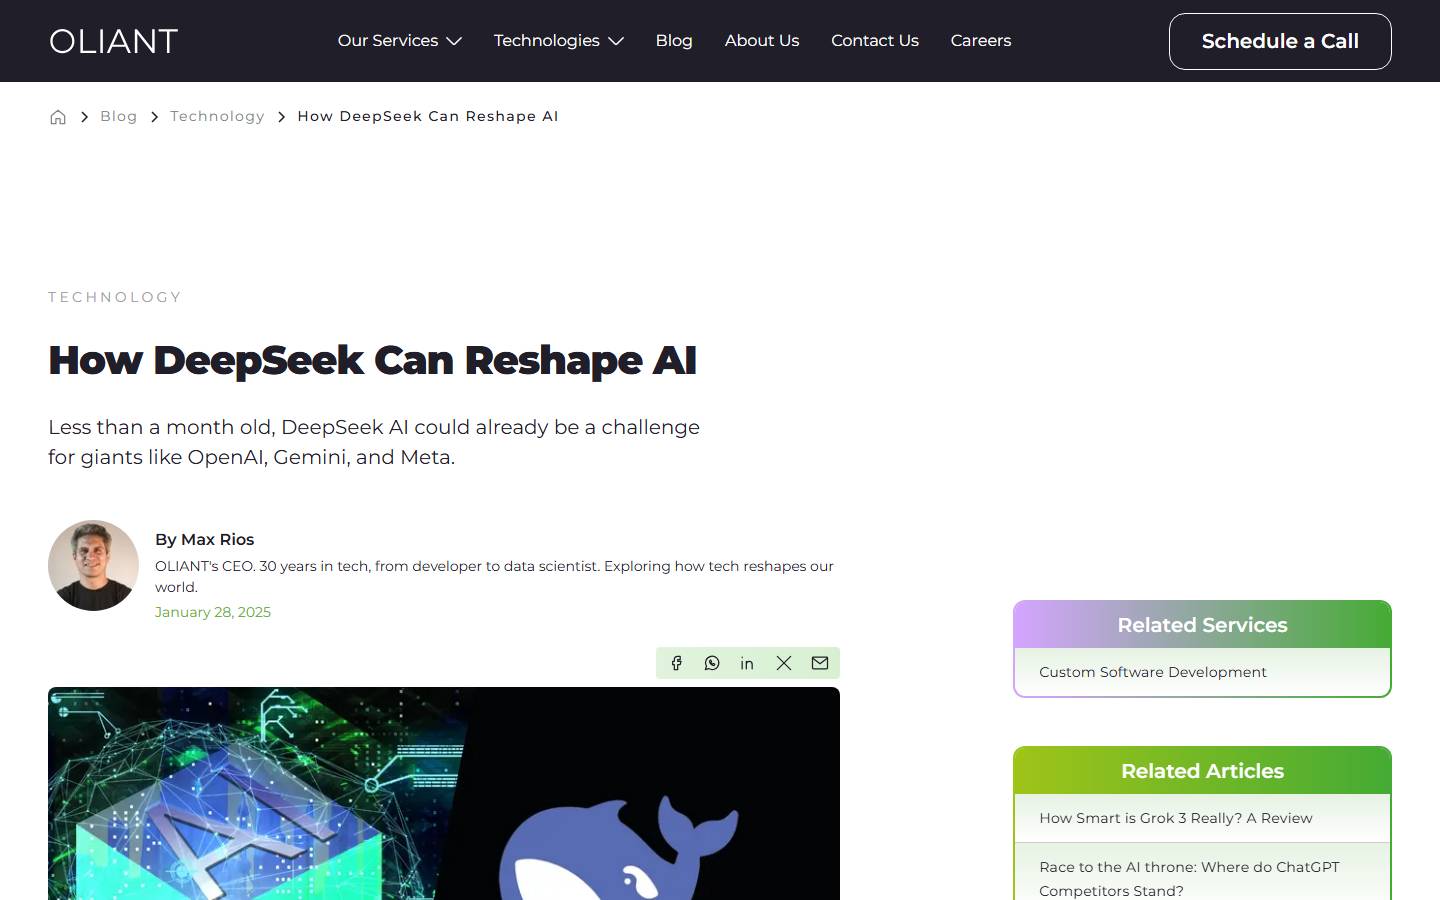 OLIANT
Our Services
Technologies
Blog
About Us
Contact Us
Careers
Schedule a Call
Blog
Technology
How DeepSeek Can Reshape AI
TECHNOLOGY
How DeepSeek Can Reshape AI
Less than a month old, DeepSeek AI could already be a challenge
for giants like OpenAI, Gemini, and Meta.
By Max Rios
OLIANT's CEO. 30 years in tech, from developer to data scientist. Exploring how tech reshapes our
world.
January 28, 2025
AI
Related Services
Custom Software Development
Related Articles
How Smart is Grok 3 Really? A Review
Race to the AI throne: Where do ChatGPT
Competitors Stand?